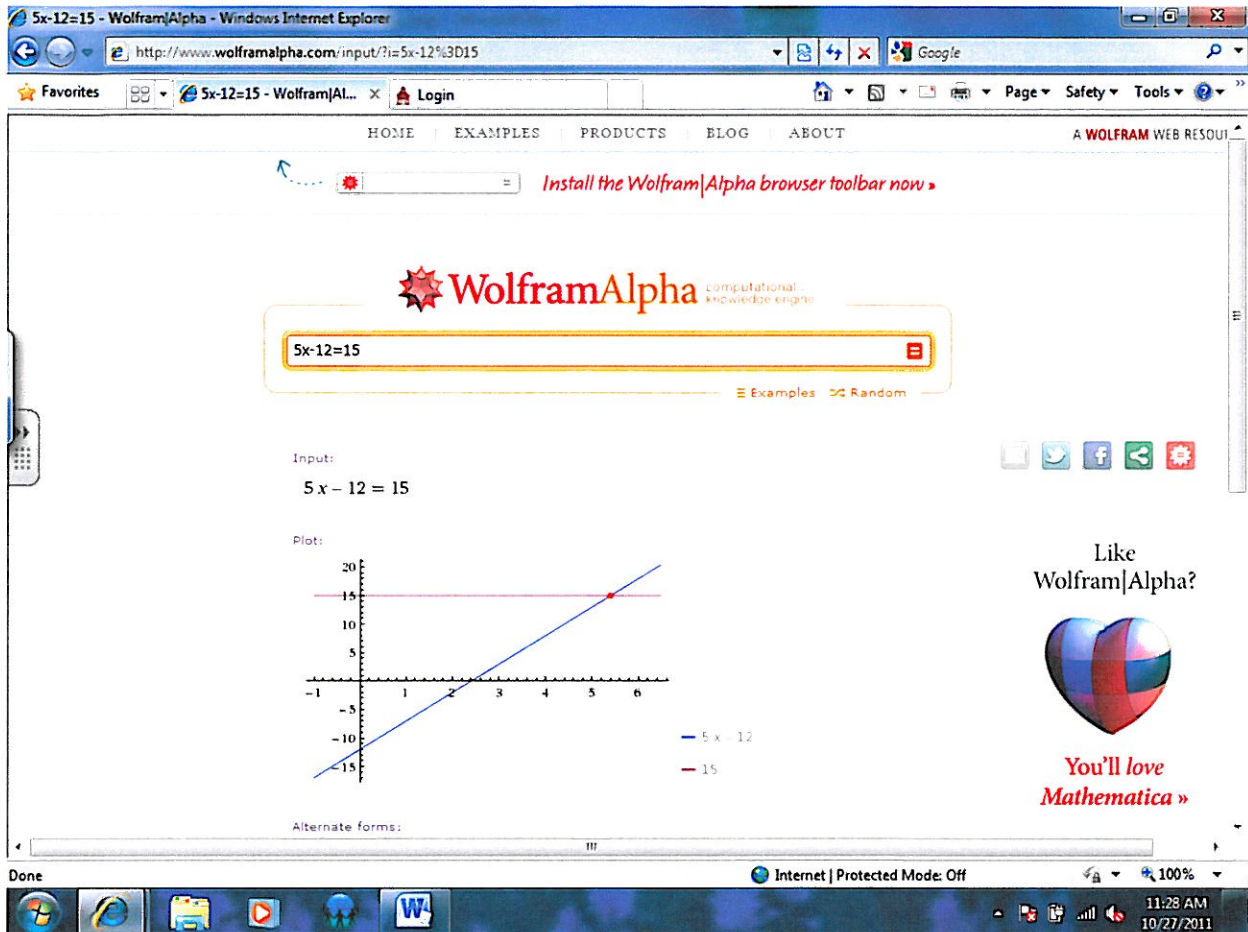 5x-12=15 - Wolfram|Alpha - Windows Internet Explorer
http://www.wolframalpha.com/input/?i=5x-12%3D15
Google
Favorites
5x-12=15 - Wolfram|Al...
Login
Page
Safety
Tools
HOME
EXAMPLES
PRODUCTS
BLOG
ABOUT
A WOLFRAM WEB RESOU
=
Install the Wolfram|Alpha browser toolbar now »
WolframAlpha
computational
knowledge engine
5x-12=15
Examples
Random
Input:
5 x − 12 = 15
Plot:
20
15
10
5
-1 1 2 3 4 5 6
-5
-10
-15
5 x − 12
15
Like
Wolfram|Alpha?
You'll love
Mathematica »
Alternate forms:
Done
Internet | Protected Mode: Off
100%
W
11:28 AM
10/27/2011